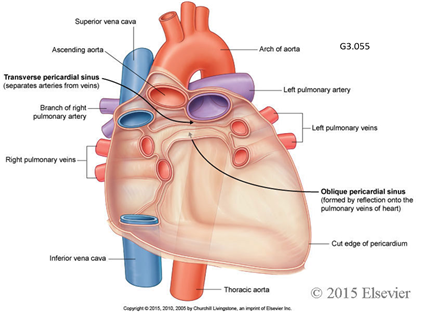 Superior vena cava
Ascending aorta
Arch of aorta
G3.055
Transverse pericardial sinus
(separates arteries from veins)
Left pulmonary artery
Branch of right
pulmonary artery
Left pulmonary veins
Right pulmonary veins
Oblique pericardial sinus
(formed by reflection onto the
pulmonary veins of heart)
Cut edge of pericardium
Inferior vena cava
Thoracic aorta
© 2015 Elsevier
Copyright © 2015, 2010, 2005 by Churchill Livingstone, an imprint of Elsevier Inc.